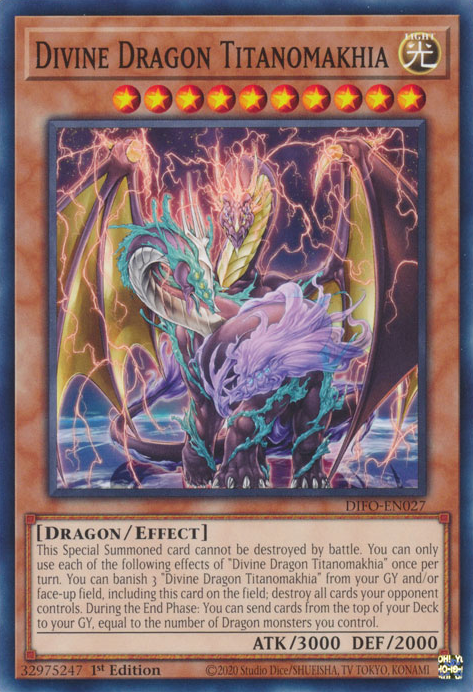 DIVINE DRAGON TITANOMAKHIA
LIGHT
光
DIFO-EN027
[DRAGON/EFFECT]
This Special Summoned card cannot be destroyed by battle. You can only
use each of the following effects of "Divine Dragon Titanomakhia" once per
turn. You can banish 3 "Divine Dragon Titanomakhia" from your GY and/or
face-up field, including this card on the field; destroy all cards your opponent
controls. During the End Phase: You can send cards from the top of your Deck
to your GY, equal to the number of Dragon monsters you control.
ATK/3000 DEF/2000
32975247 1st Edition ©2020 Studio Dice/SHUEISHA, TV TOKYO, KONAMI